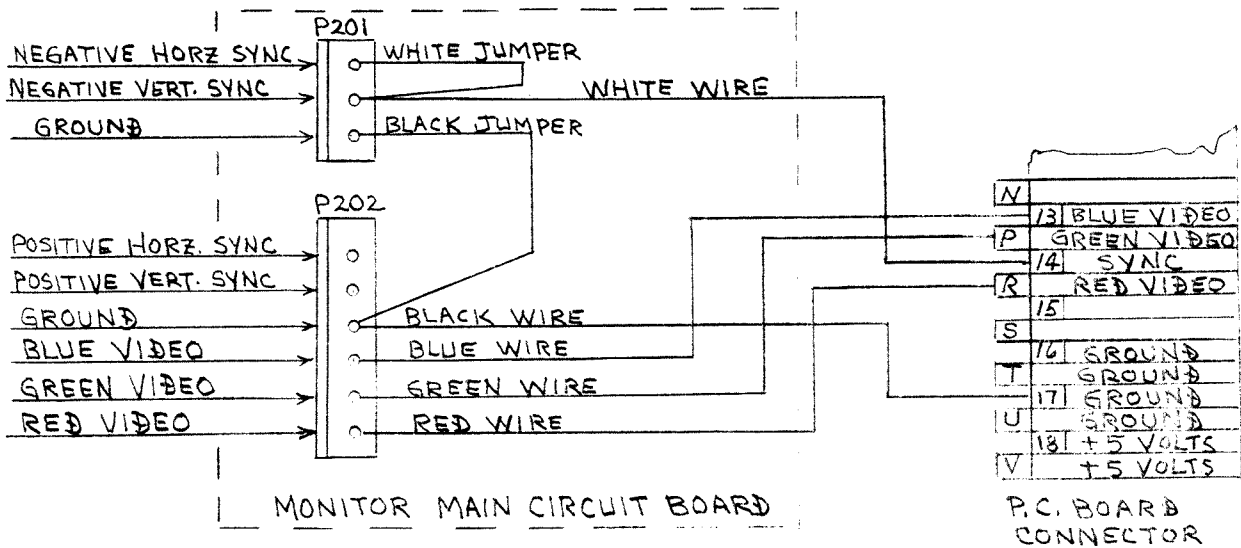 P201
NEGATIVE HORZ SYNC
WHITE JUMPER
NEGATIVE VERT. SYNC
WHITE WIRE
GROUND
BLACK JUMPER
P202
POSITIVE HORZ. SYNC
POSITIVE VERT. SYNC
GROUND
BLACK WIRE
BLUE VIDEO
BLUE WIRE
GREEN VIDEO
GREEN WIRE
RED VIDEO
RED WIRE
MONITOR MAIN CIRCUIT BOARD
N
13 BLUE VIDEO
P GREEN VIDEO
14 SYNC
R RED VIDEO
15
S
16 GROUND
T GROUND
17 GROUND
U GROUND
18 +5 VOLTS
V +5 VOLTS
P.C. BOARD
CONNECTOR